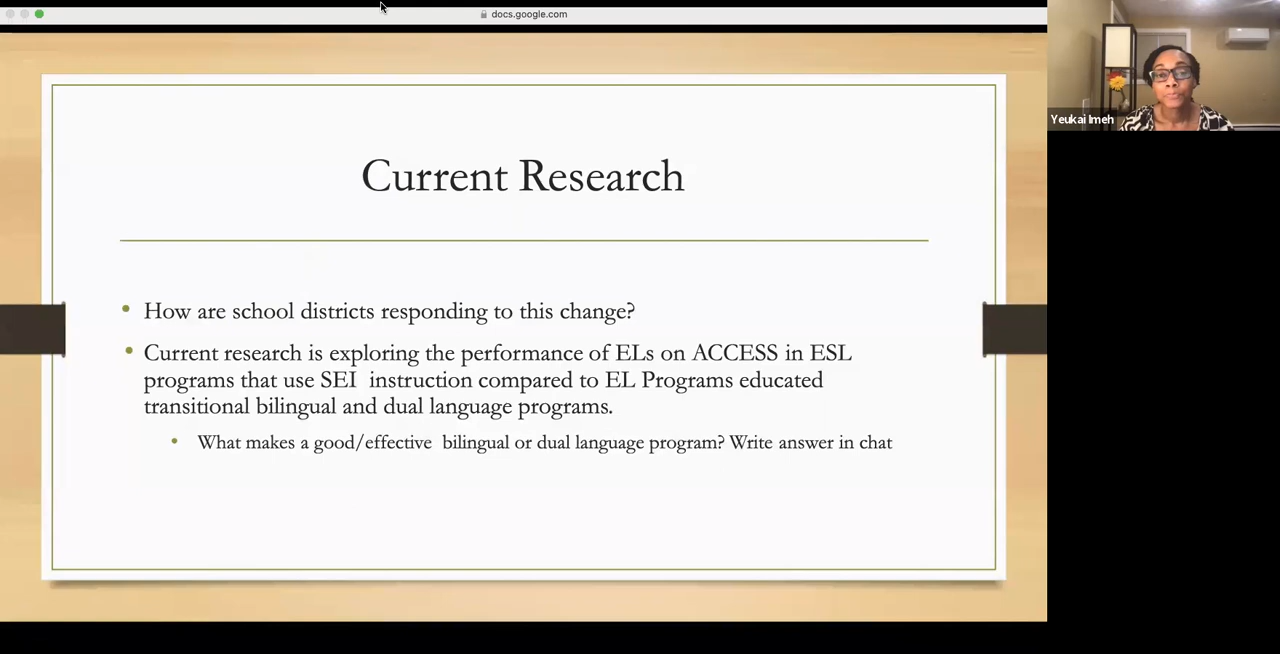 docs.google.com
Yeukai Imeh
Current Research
• How are school districts responding to this change?
• Current research is exploring the performance of ELs on ACCESS in ESL
programs that use SEI  instruction compared to EL Programs educated
transitional bilingual and dual language programs.
• What makes a good/effective  bilingual or dual language program? Write answer in chat